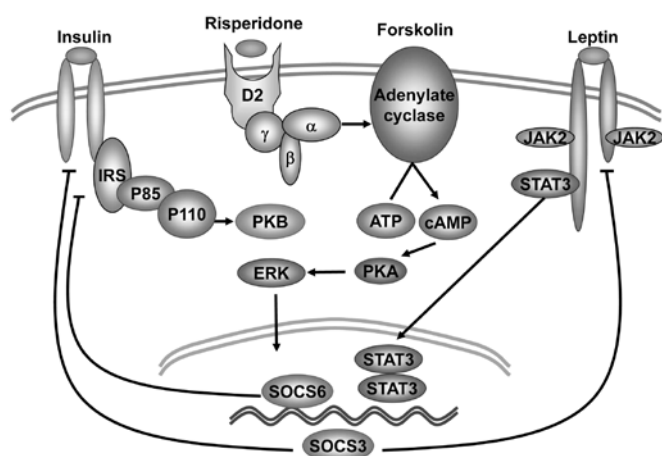 Insulin
Risperidone
Forskolin
Leptin
D2
γ
α
β
Adenylate
cyclase
JAK2
JAK2
STAT3
IRS
P85
P110
PKB
ATP
cAMP
ERK
PKA
STAT3
STAT3
SOCS6
SOCS3